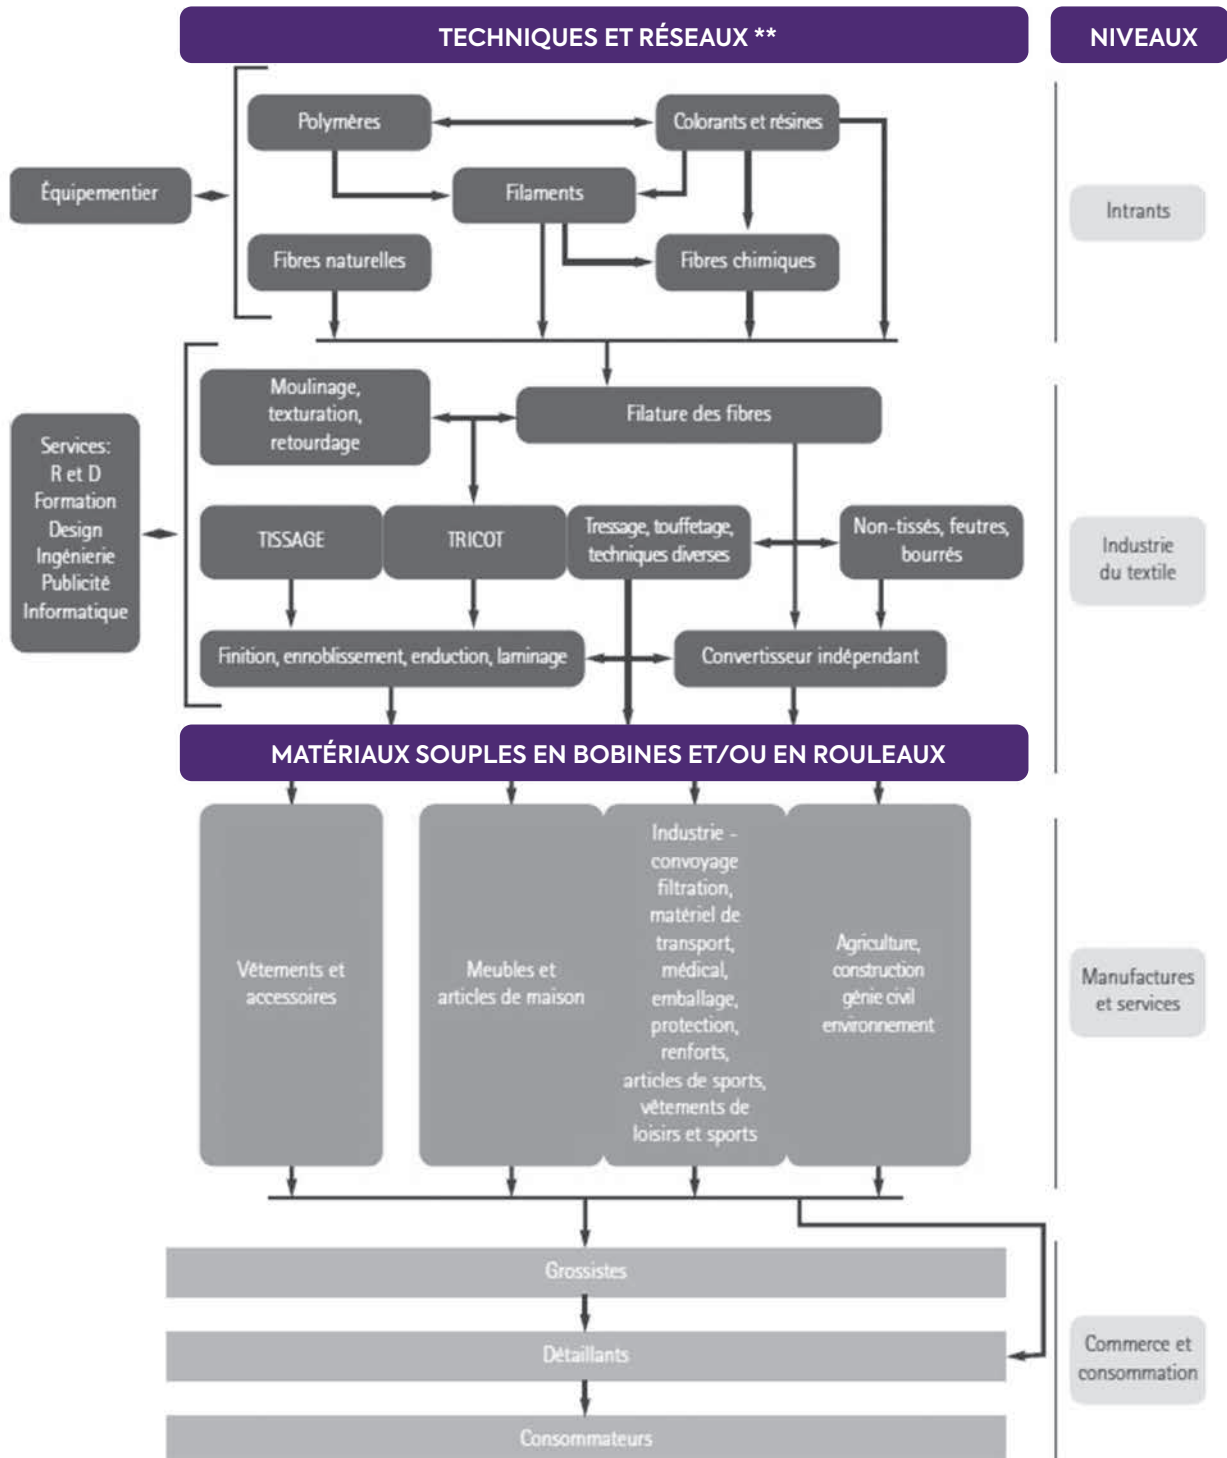 TECHNIQUES ET RÉSEAUX **
NIVEAUX
Polymères
Colorants et résines
Équipementier
Filaments
Intrants
Fibres naturelles
Fibres chimiques
Moulinage,
texturation,
retourdage
Filature des fibres
Services:
R et D
Formation
Design
Ingénierie
Publicité
Informatique
TISSAGE
TRICOT
Tressage, touffetage,
techniques diverses
Non-tissés, feutres,
bourrés
Industrie
du textile
Finition, ennoblissement, enduction, laminage
Convertisseur indépendant
MATÉRIAUX SOUPLES EN BOBINES ET/OU EN ROULEAUX
Vêtements et
accessoires
Meubles et
articles de maison
Industrie -
convoyage
filtration,
matériel de
transport,
médical,
emballage,
protection,
renforts,
articles de sports,
vêtements de
loisirs et sports
Agriculture,
construction
génie civil
environnement
Manufactures
et services
Grossistes
Détaillants
Commerce et
consommation
Consommateurs